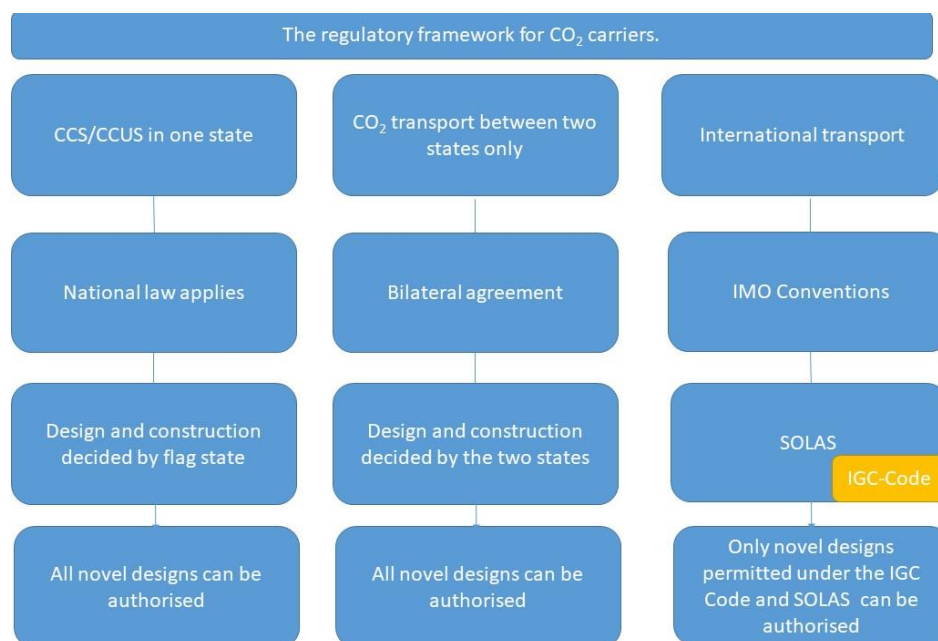 The regulatory framework for CO₂ carriers.
CCS/CCUS in one state
CO₂ transport between two
states only
International transport
National law applies
Bilateral agreement
IMO Conventions
Design and construction
decided by flag state
Design and construction
decided by the two states
SOLAS
IGC-Code
All novel designs can be
authorised
All novel designs can be
authorised
Only novel designs
permitted under the IGC
Code and SOLAS can be
authorised